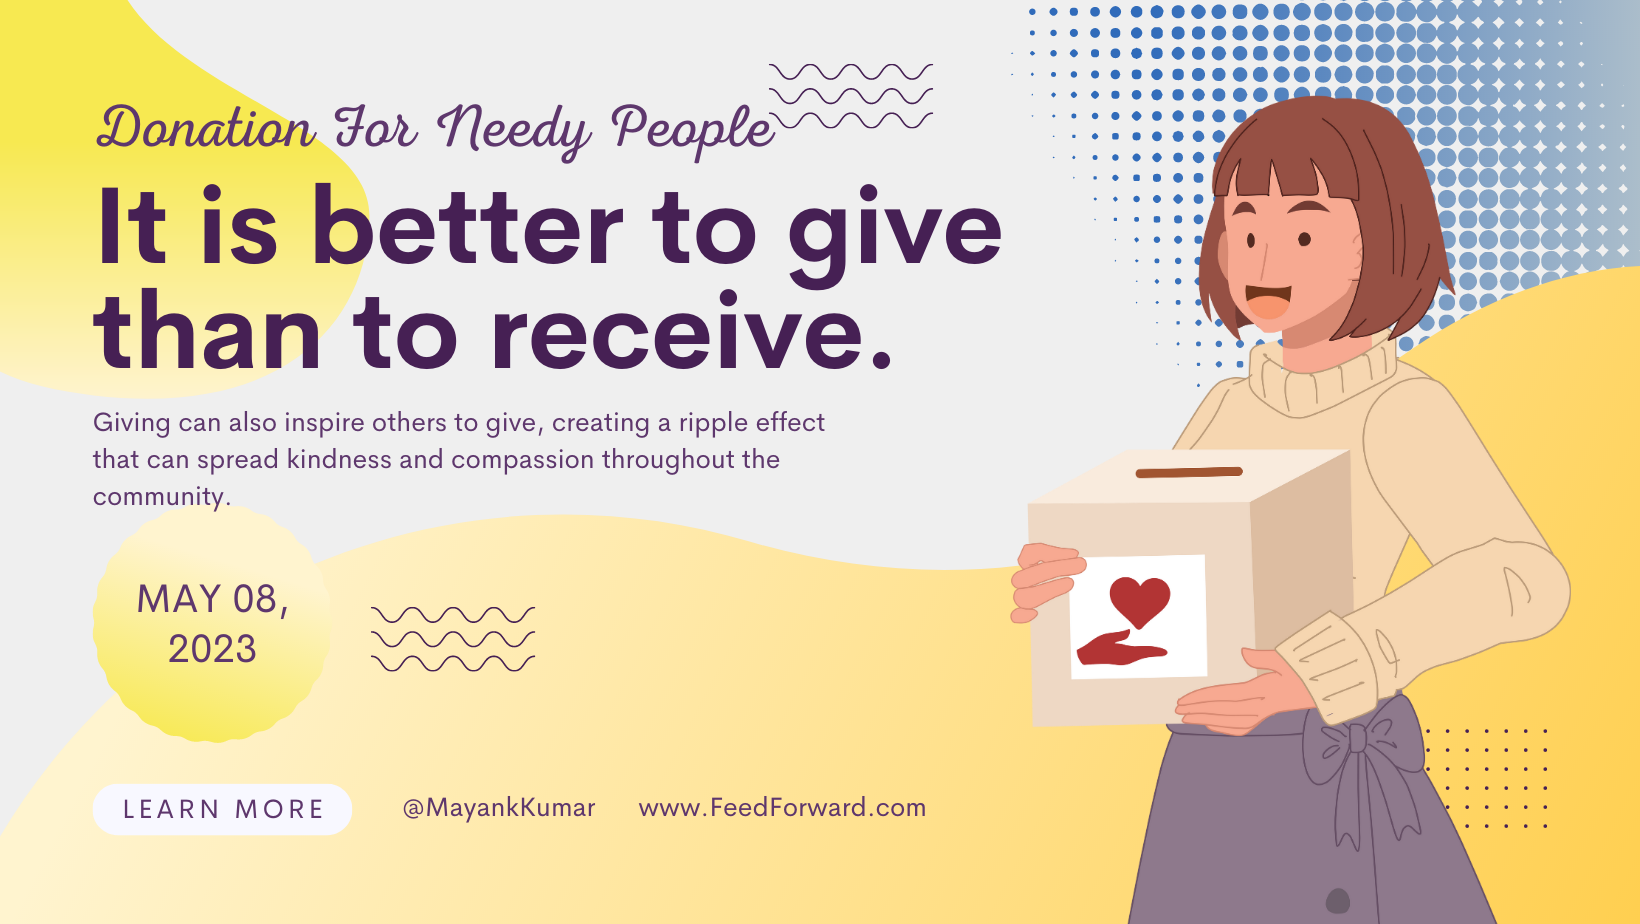 Donation For Needy People
It is better to give
than to receive.
Giving can also inspire others to give, creating a ripple effect
that can spread kindness and compassion throughout the
community.
MAY 08,
2023
LEARN MORE
@MayankKumar
www.FeedForward.com